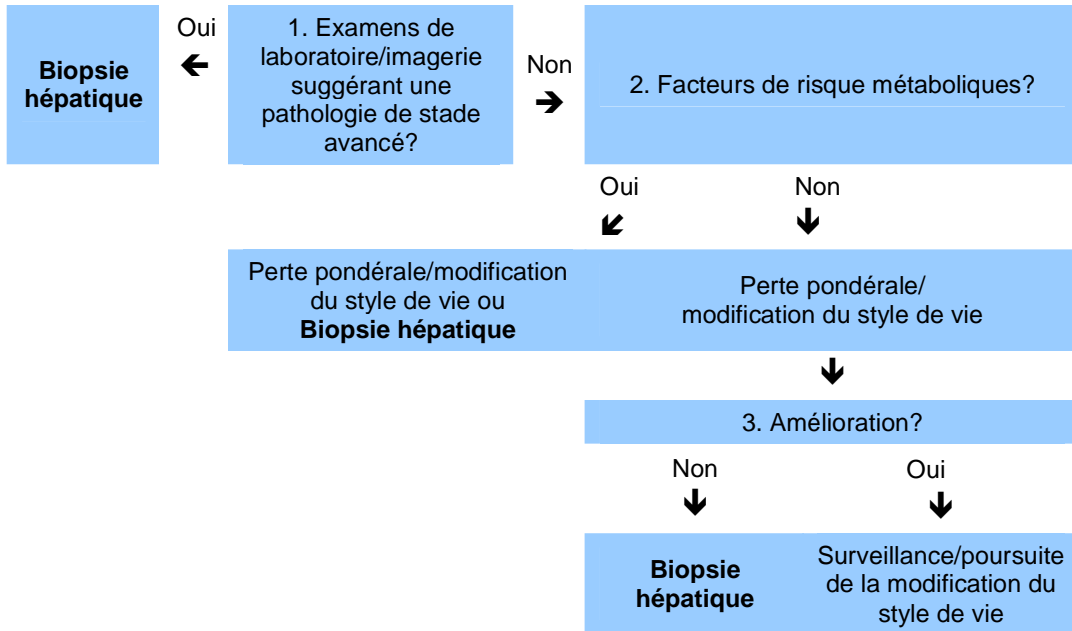 Oui
Biopsie
hépatique
1. Examens de
laboratoire/imagerie
suggérant une
pathologie de stade
avancé?
Non
2. Facteurs de risque métaboliques?
Oui
Non
Perte pondérale/modification
du style de vie ou
Biopsie hépatique
Perte pondérale/
modification du style de vie
3. Amélioration?
Non
Oui
Biopsie
hépatique
Surveillance/poursuite
de la modification du
style de vie